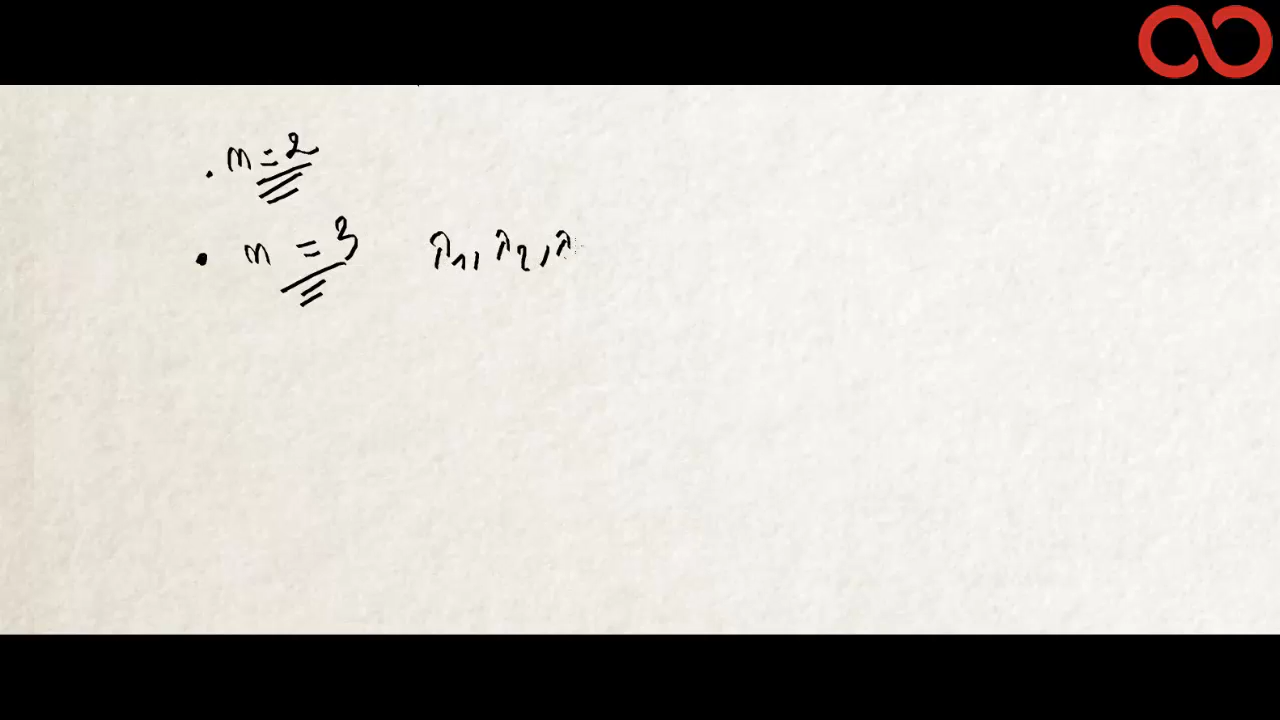 . n = 2
• n = 3 λ₁, λ₂, λ